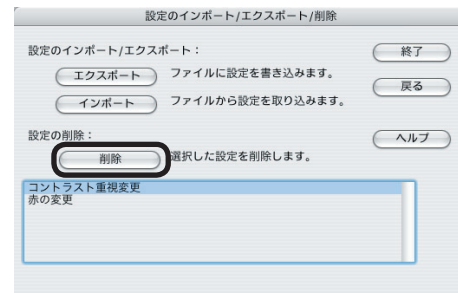 設定のインポート/エクスポート/削除
設定のインポート/エクスポート：
終了
エクスポート ファイルに設定を書き込みます。
戻る
インポート ファイルから設定を取り込みます。
設定の削除：
ヘルプ
削除 選択した設定を削除します。
コントラスト重視変更
赤の変更